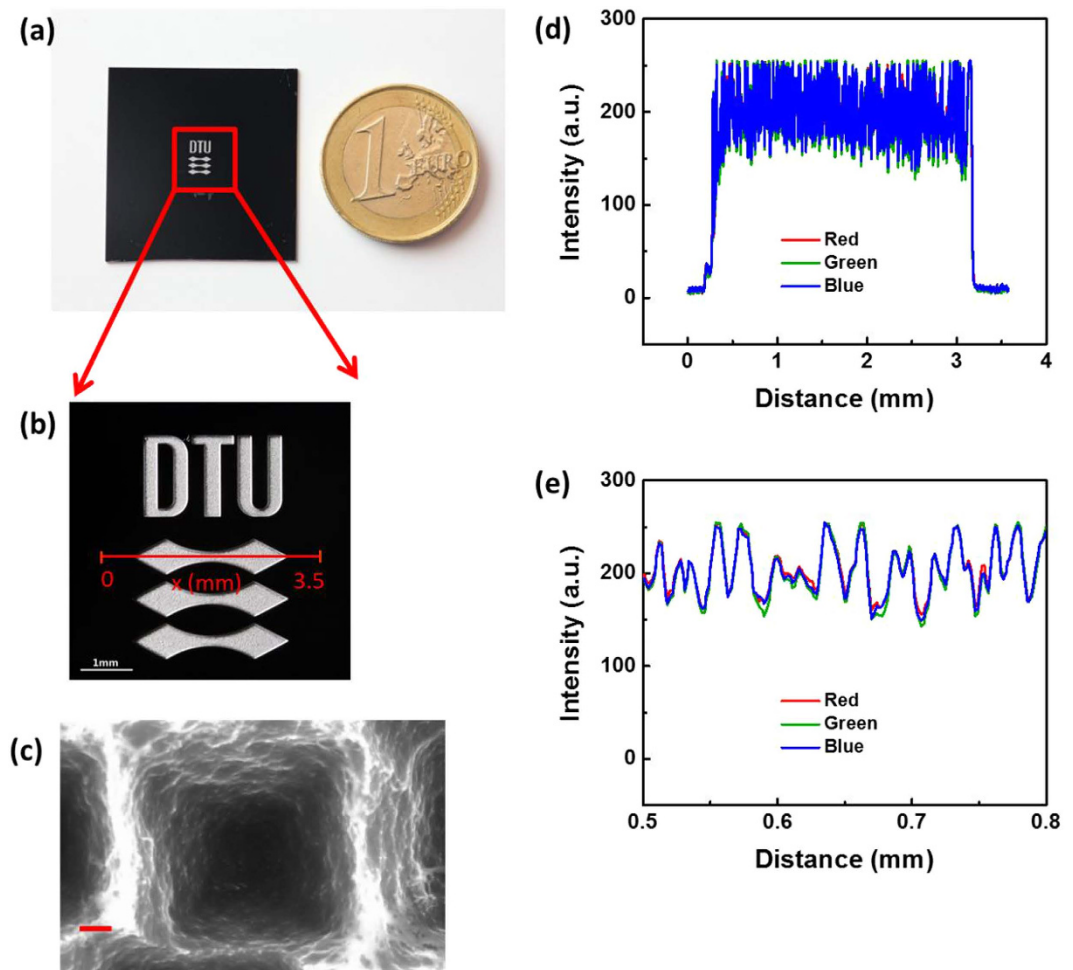 (a)
DTU
1
EURO
(b)
DTU
0
x (mm)
3.5
1mm
(c)
(d)
300
200
100
0
Intensity (a.u.)
Red
Green
Blue
0
1
2
3
4
Distance (mm)
(e)
300
200
100
0
Intensity (a.u.)
Red
Green
Blue
0.5
0.6
0.7
0.8
Distance (mm)